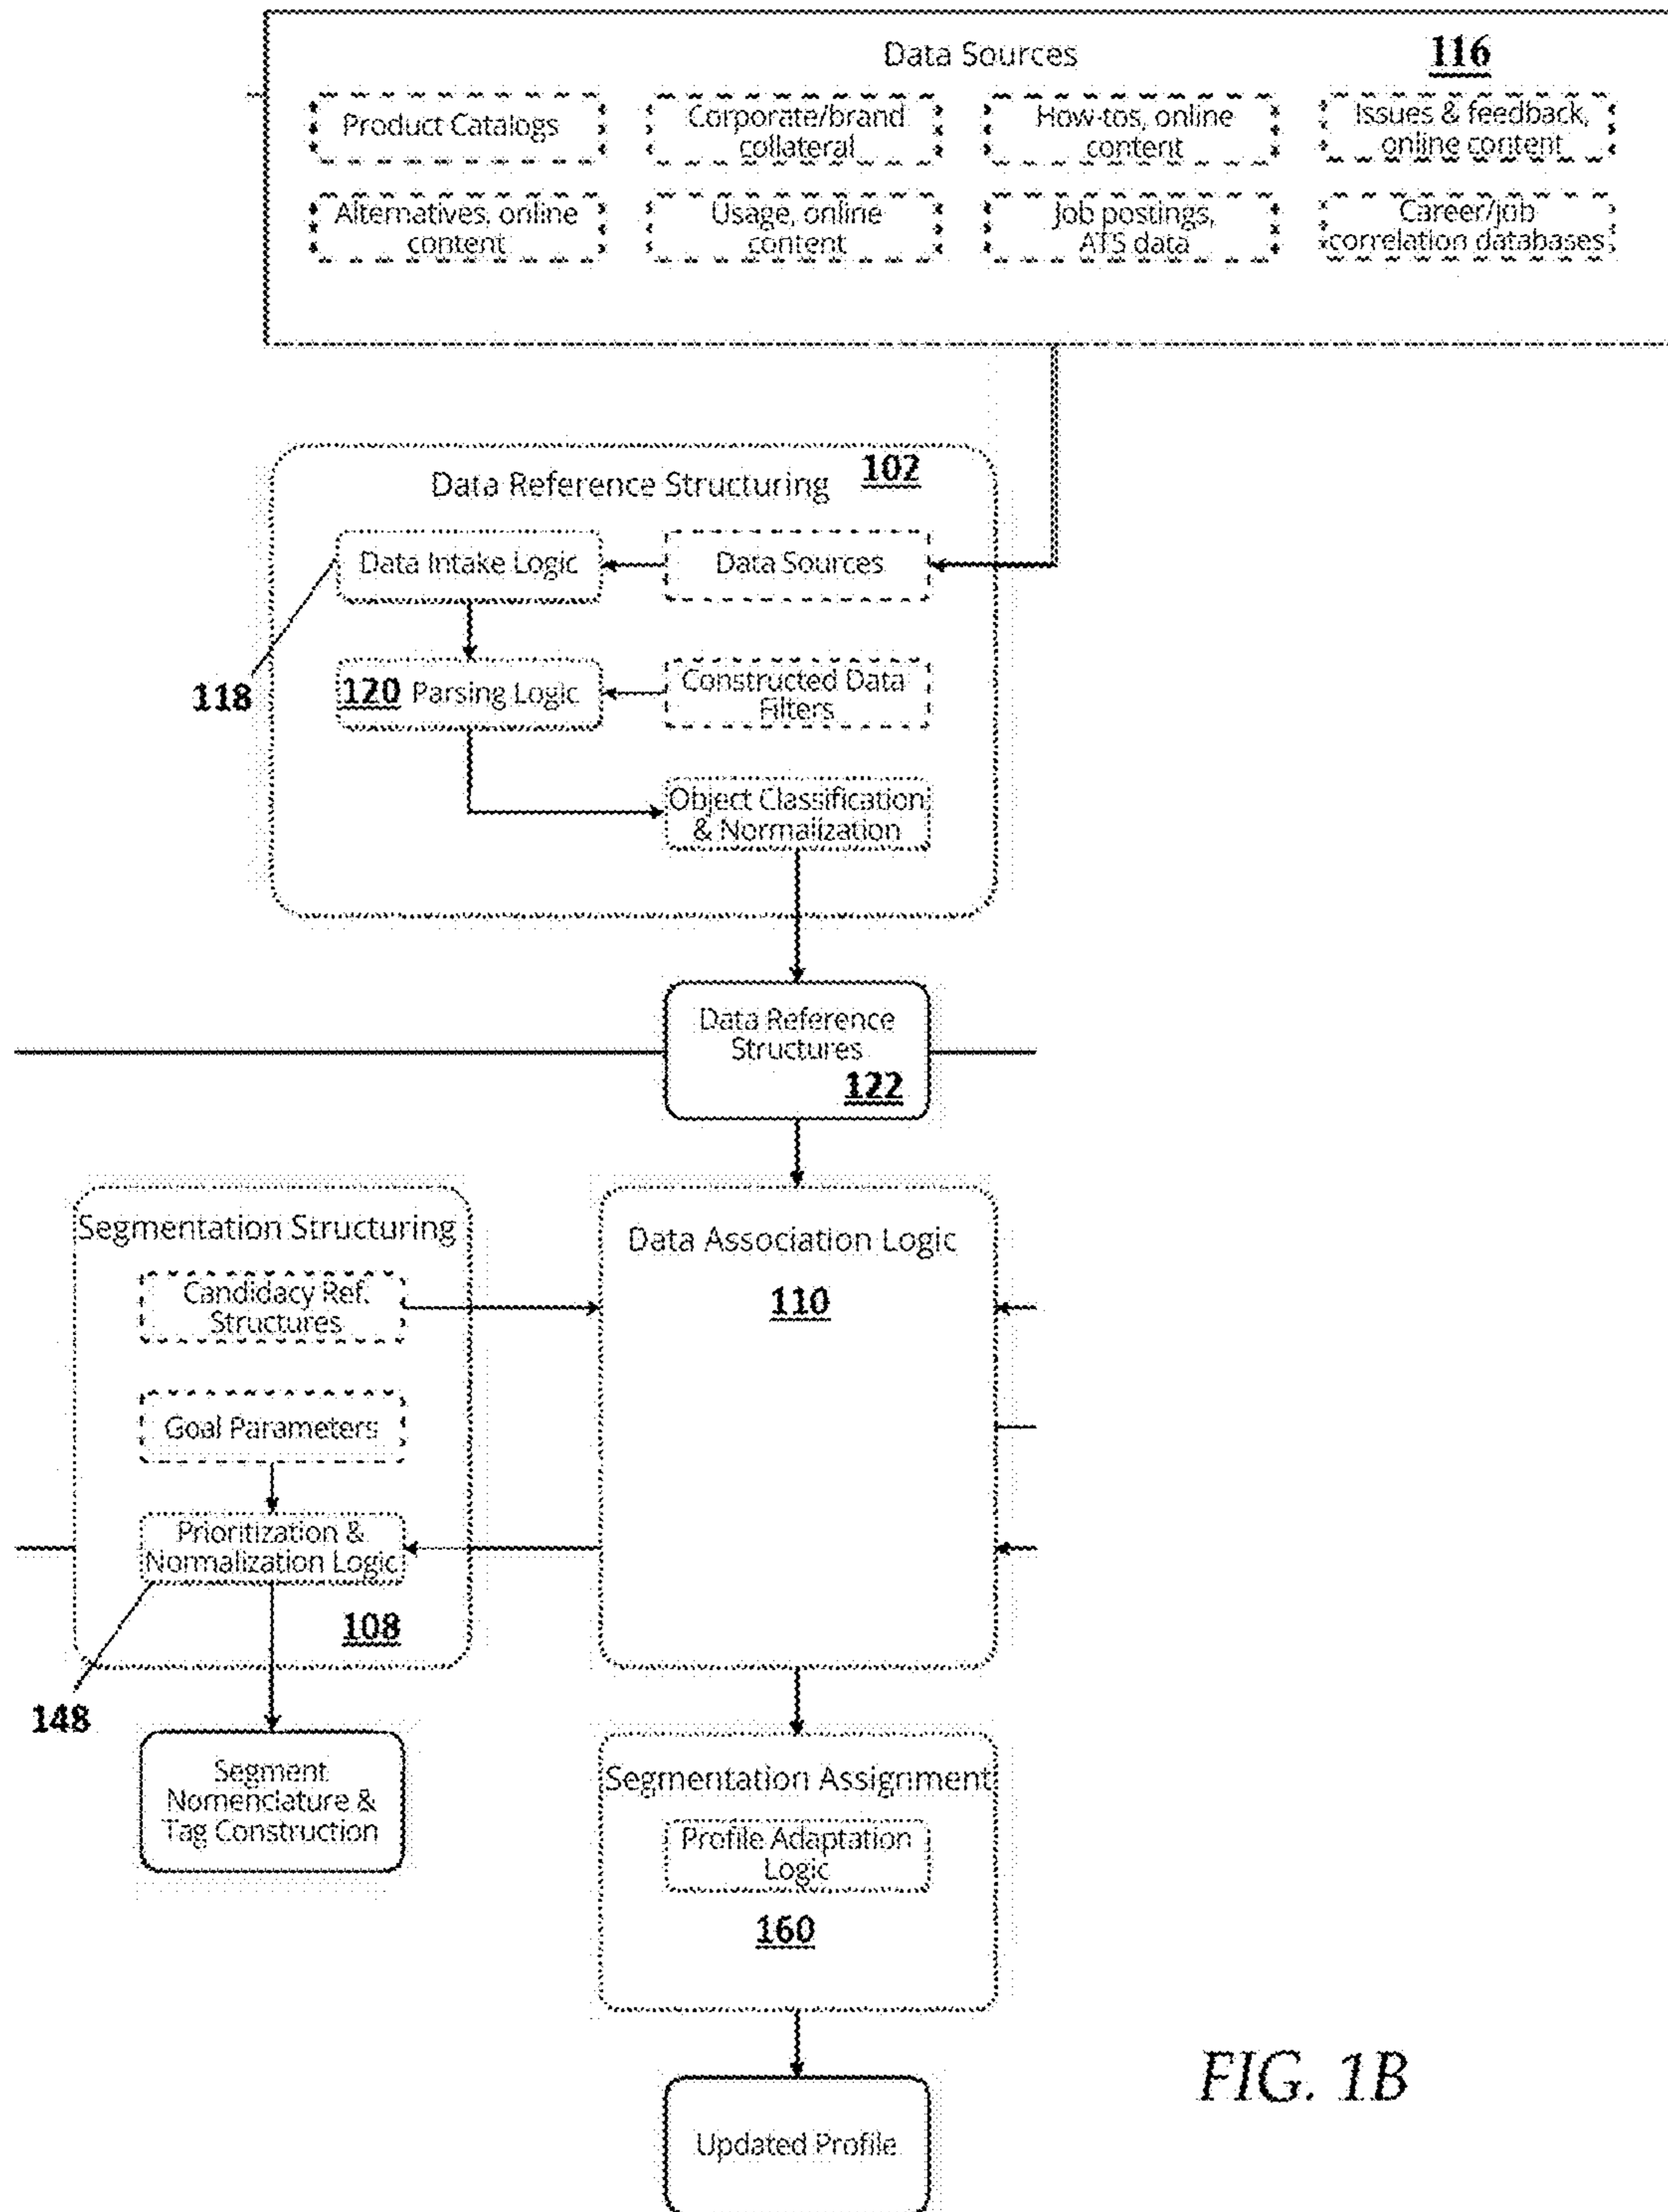 Data Sources 116
Product Catalogs
Corporate/brand
collateral
How-tos, online
content
Issues & feedback,
online content
Alternatives, online
content
Usage, online
content
Job postings,
ATS data
Career/job
correlation databases
Data Reference Structuring 102
Data Intake Logic
Data Sources
118
120 Parsing Logic
Constructed Data
Filters
Object Classification
& Normalization
Data Reference
Structures
122
Segmentation Structuring
Candidacy Ref.
Structures
Goal Parameters
Prioritization &
Normalization Logic
108
148
Data Association Logic
110
Segment
Nomenclature &
Tag Construction
Segmentation Assignment
Profile Adaptation
Logic
160
Updated Profile
FIG. 1B